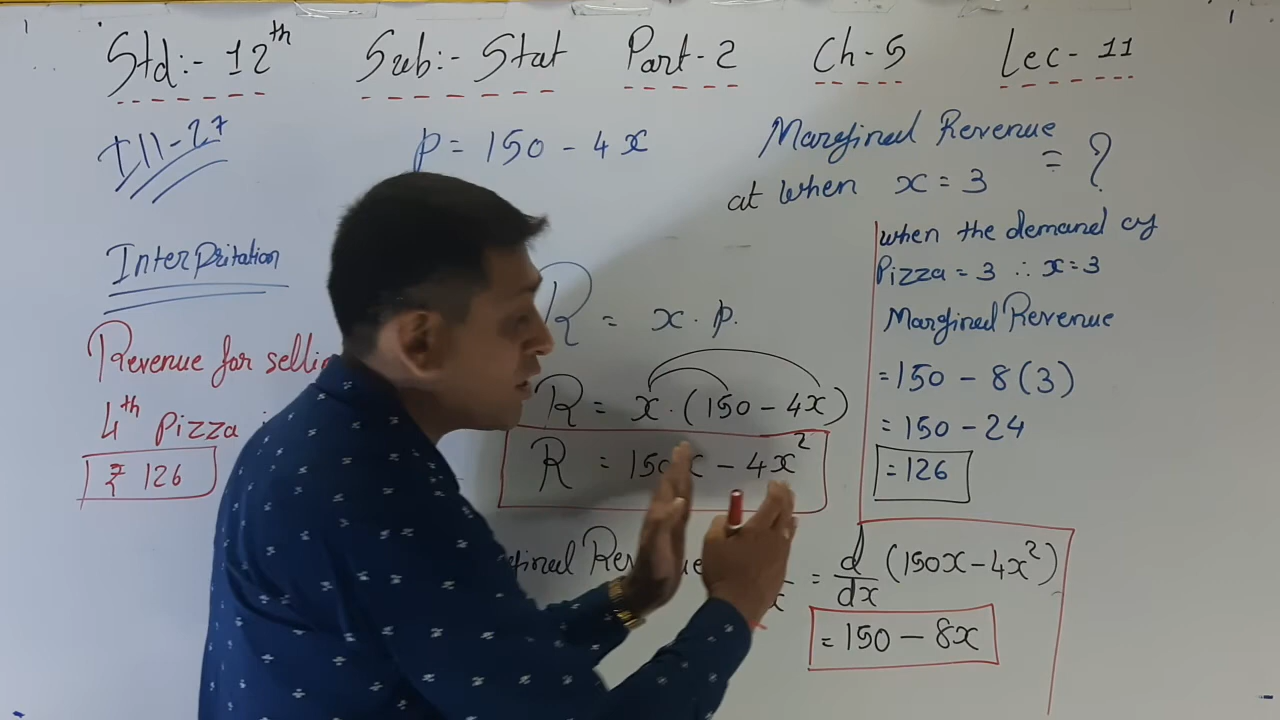 Std:- 12th Sub:- Stat Part-2 Ch-5 Lec-11
Ill-27 p = 150 - 4x Marginal Revenue
at when x = 3 = ?
when the demand of
Pizza = 3 ∴ x=3
Interpritation
Marginal Revenue
R = x . p.
Revenue for
= 150 - 8(3)
R = x . (150 - 4x)
4th Pizza
= 150 - 24
R = 150x - 4x²
₹ 126
= 126
= d/dx (150x - 4x²)
= 150 - 8x